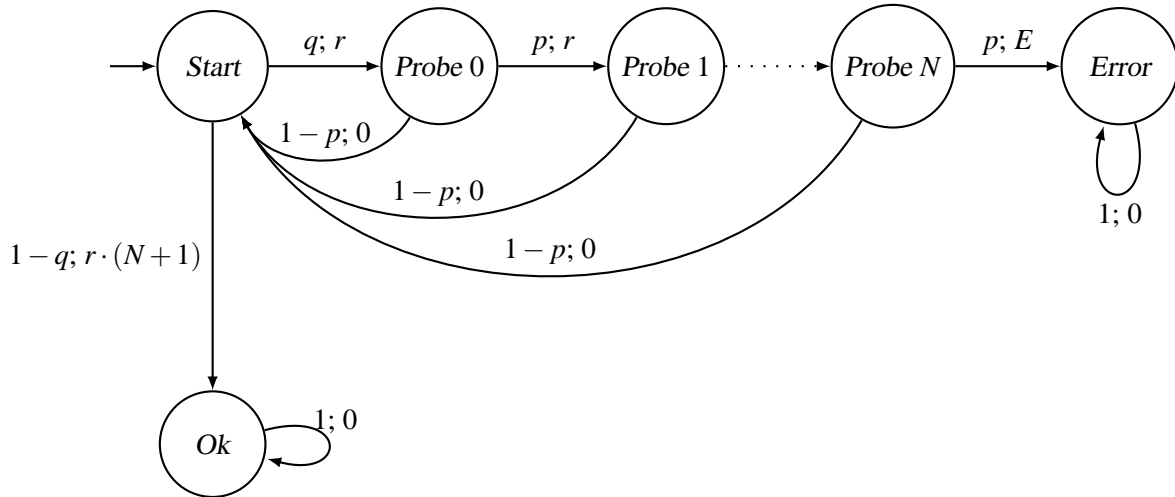 q; r
p; r
p; E
Start
Probe 0
Probe 1
Probe N
Error
1 − p; 0
1 − p; 0
1 − p; 0
1; 0
1 − q; r · (N + 1)
Ok
1; 0